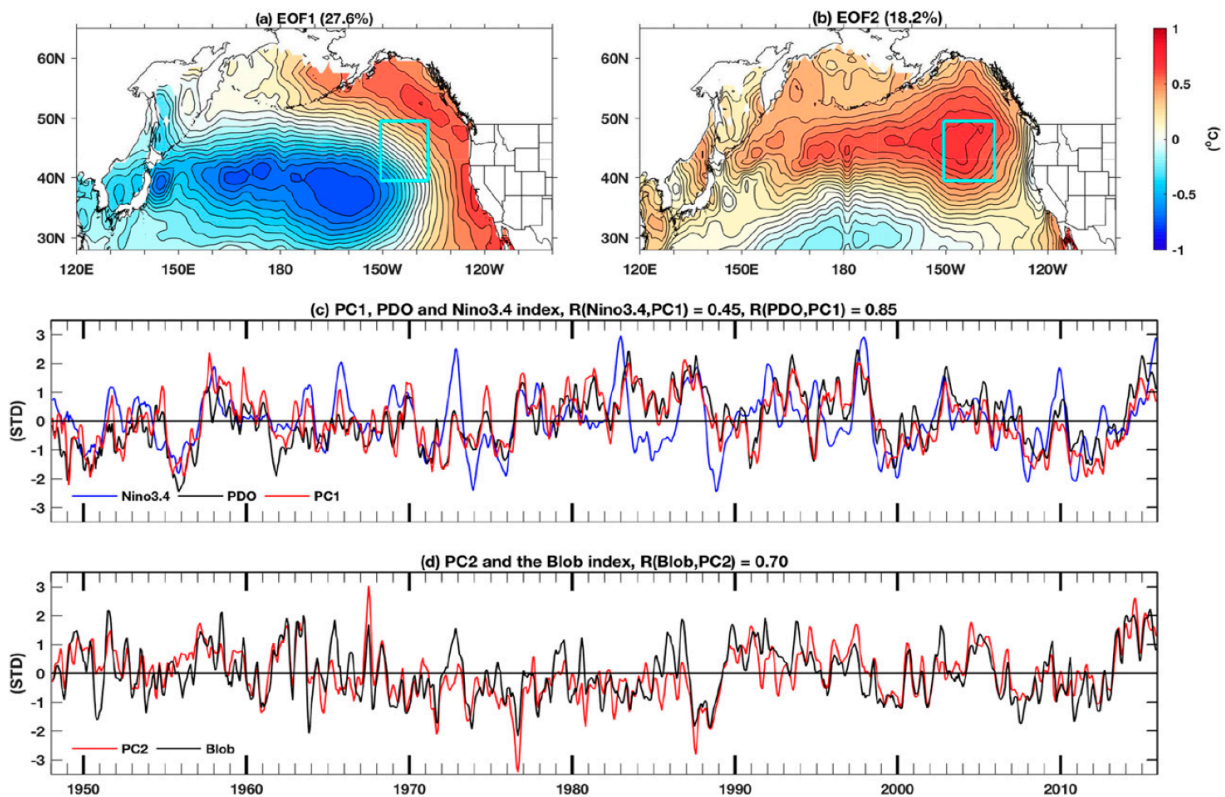 (a) EOF1 (27.6%)
(b) EOF2 (18.2%)
60N
50N
40N
30N
120E 150E 180 150W 120W
60N
50N
40N
30N
120E 150E 180 150W 120W
1
0.5
0
-0.5
-1
(°C)
(c) PC1, PDO and Nino3.4 index, R(Nino3.4,PC1) = 0.45, R(PDO,PC1) = 0.85
3
2
1
0
-1
-2
-3
(STD)
Nino3.4 PDO PC1
(d) PC2 and the Blob index, R(Blob,PC2) = 0.70
3
2
1
0
-1
-2
-3
(STD)
PC2 Blob
1950 1960 1970 1980 1990 2000 2010